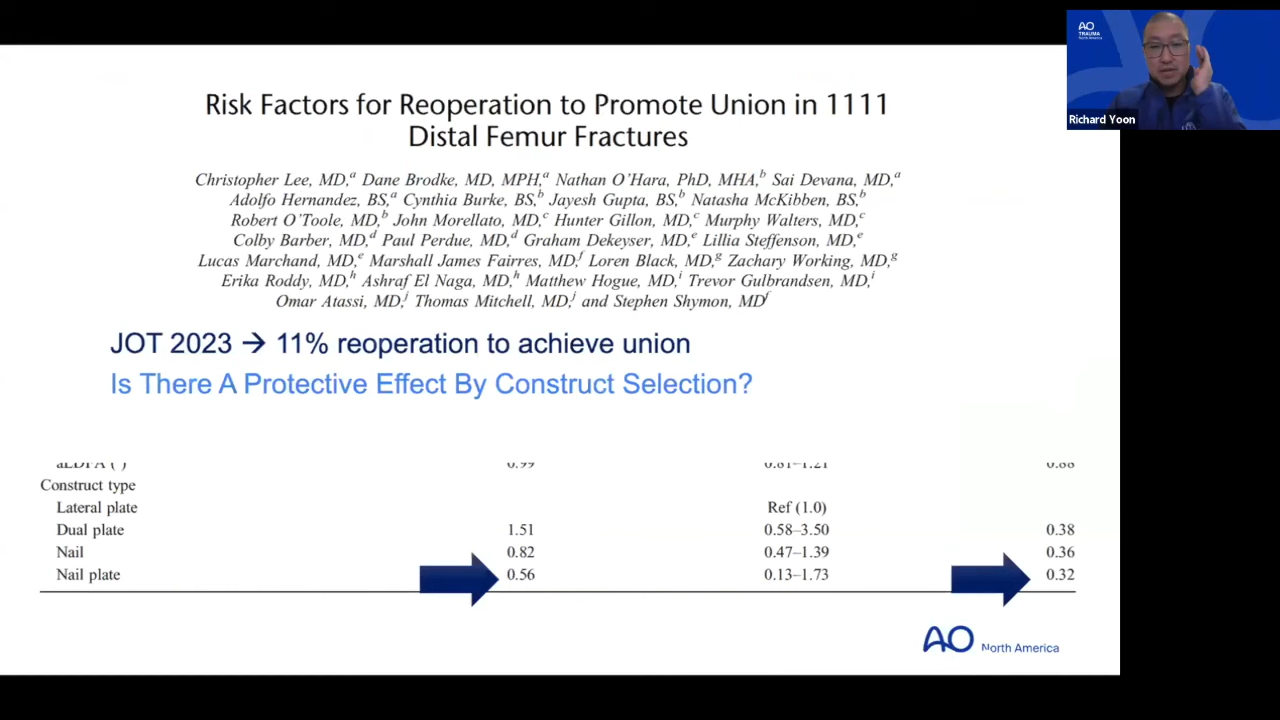 AO
TRAUMA
North America
Richard Yoon
Risk Factors for Reoperation to Promote Union in 1111
Distal Femur Fractures
Christopher Lee, MD,a Dane Brodke, MD, MPH,a Nathan O'Hara, PhD, MHA,b Sai Devana, MD,a
Adolfo Hernandez, BS,a Cynthia Burke, BS,b Jayesh Gupta, BS,b Natasha McKibben, BS,b
Robert O'Toole, MD,b John Morellato, MD,c Hunter Gillon, MD,c Murphy Walters, MD,c
Colby Barber, MD,d Paul Perdue, MD,d Graham Dekeyser, MD,e Lillia Steffenson, MD,e
Lucas Marchand, MD,e Marshall James Fairres, MD,f Loren Black, MD,g Zachary Working, MD,g
Erika Roddy, MD,h Ashraf El Naga, MD,h Matthew Hogue, MD,i Trevor Gulbrandsen, MD,i
Omar Atassi, MD,j Thomas Mitchell, MD,j and Stephen Shymon, MDf
JOT 2023 → 11% reoperation to achieve union
Is There A Protective Effect By Construct Selection?
aLDFA (°) 0.99 0.81–1.21 0.88
Construct type
Lateral plate Ref (1.0)
Dual plate 1.51 0.58–3.50 0.38
Nail 0.82 0.47–1.39 0.36
Nail plate 0.56 0.13–1.73 0.32
AO North America